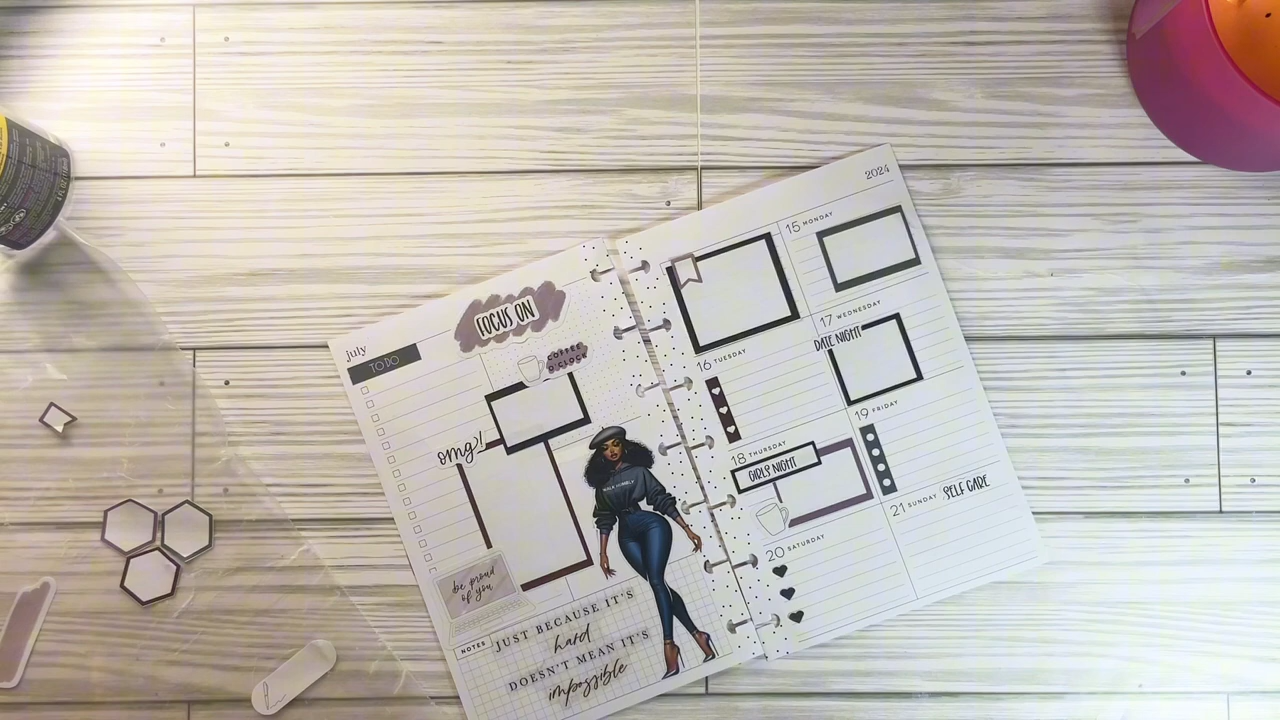 july
TO DO
FOCUS ON
COFFEE
O'CLOCK
omg!
be proud
of you
NOTES
JUST BECAUSE IT'S
hard
DOESN'T MEAN IT'S
impossible
2024
15 MONDAY
16 TUESDAY
17 WEDNESDAY
DATE NIGHT
18 THURSDAY
GIRLS NIGHT
19 FRIDAY
20 SATURDAY
21 SUNDAY
SELF CARE